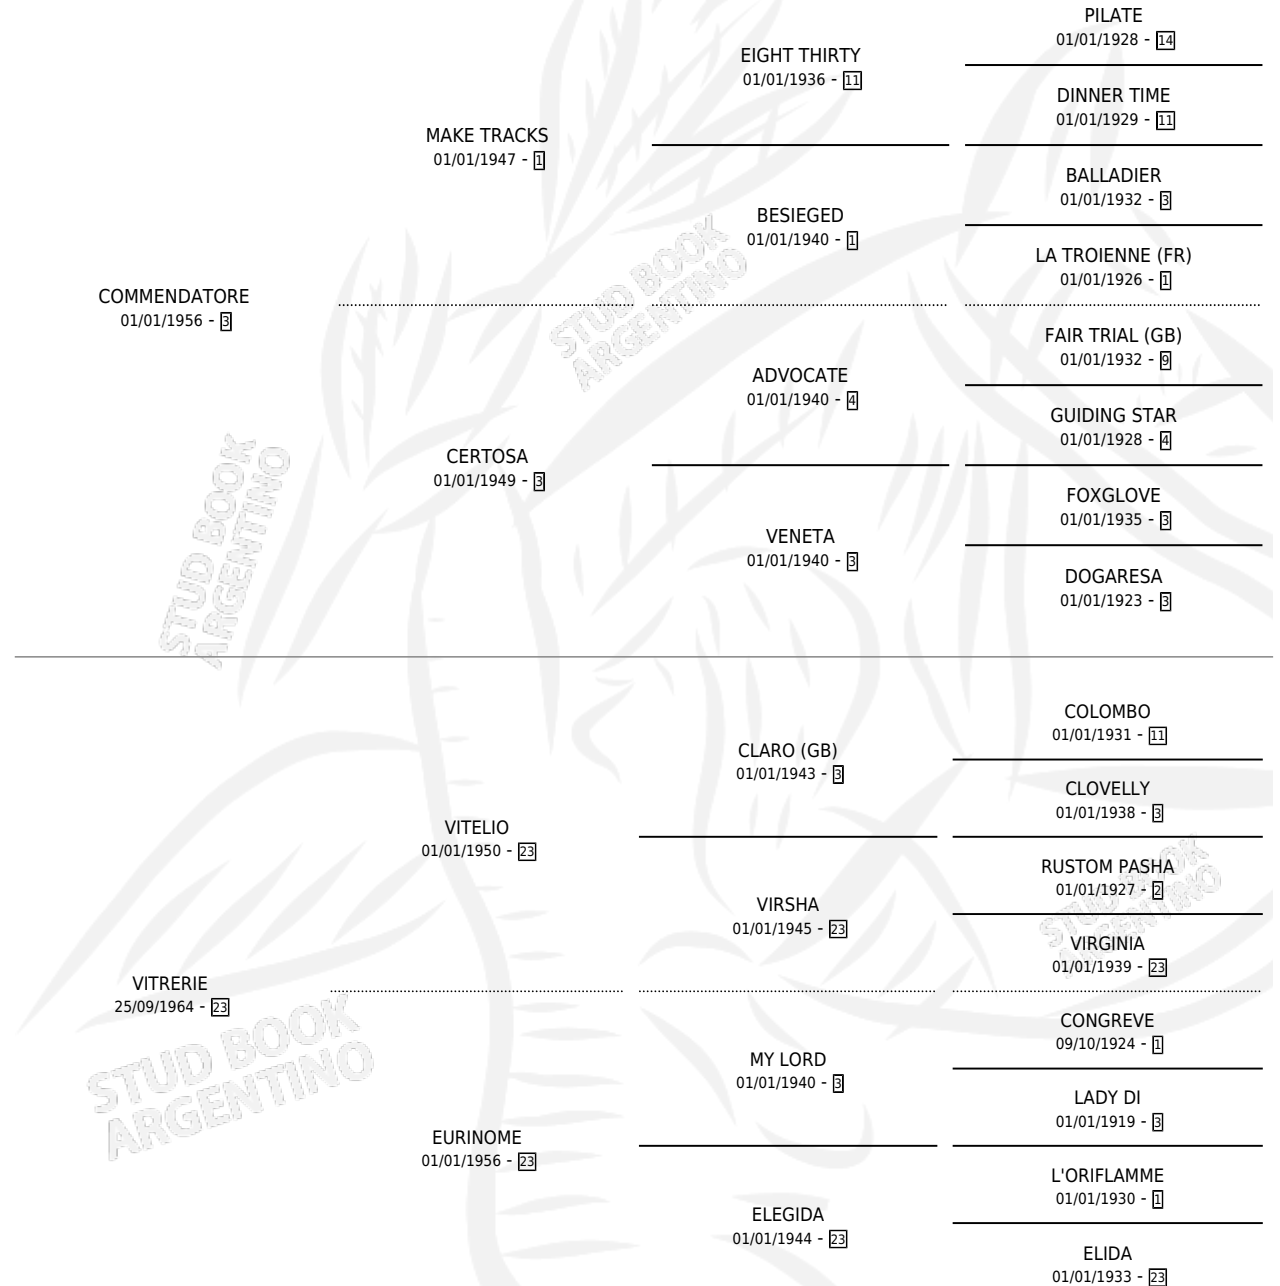 COMMENDATORE
01/01/1956 - 3
MAKE TRACKS
01/01/1947 - 1
EIGHT THIRTY
01/01/1936 - 11
PILATE
01/01/1928 - 14
DINNER TIME
01/01/1929 - 11
BESIEGED
01/01/1940 - 1
BALLADIER
01/01/1932 - 3
LA TROIENNE (FR)
01/01/1926 - 1
CERTOSA
01/01/1949 - 3
ADVOCATE
01/01/1940 - 4
FAIR TRIAL (GB)
01/01/1932 - 9
GUIDING STAR
01/01/1928 - 4
VENETA
01/01/1940 - 3
FOXGLOVE
01/01/1935 - 3
DOGARESA
01/01/1923 - 3
VITRERIE
25/09/1964 - 23
VITELIO
01/01/1950 - 23
CLARO (GB)
01/01/1943 - 3
COLOMBO
01/01/1931 - 11
CLOVELLY
01/01/1938 - 3
VIRSHA
01/01/1945 - 23
RUSTOM PASHA
01/01/1927 - 2
VIRGINIA
01/01/1939 - 23
EURINOME
01/01/1956 - 23
MY LORD
01/01/1940 - 3
CONGREVE
09/10/1924 - 1
LADY DI
01/01/1919 - 3
ELEGIDA
01/01/1944 - 23
L'ORIFLAMME
01/01/1930 - 1
ELIDA
01/01/1933 - 23
STUD BOOK
ARGENTINO
STUD BOOK
ARGENTINO
STUD BOOK
ARGENTINO
STUD BOOK
ARGENTINO